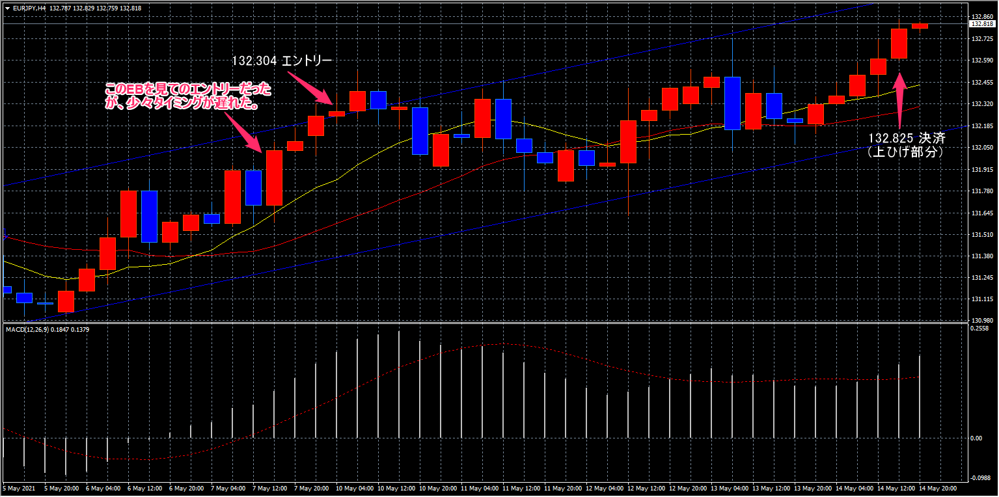 EURJPY,H4 132.787 132.829 132.759 132.818
132.304 エントリー
このEBを見てのエントリーだった
が、少々タイミングが遅れた。
132.825 決済
(上ひげ部分)
132.860
132.818
132.725
132.590
132.455
132.320
132.185
132.050
131.915
131.780
131.645
131.510
131.380
131.245
131.115
130.980
MACD(12,26,9) 0.1847 0.1379
0.2558
0.00
-0.0988
5 May 2021 5 May 20:00 6 May 04:00 6 May 12:00 6 May 20:00 7 May 04:00 7 May 12:00 7 May 20:00 10 May 04:00 10 May 12:00 10 May 20:00 11 May 04:00 11 May 12:00 11 May 20:00 12 May 04:00 12 May 12:00 12 May 20:00 13 May 04:00 13 May 12:00 13 May 20:00 14 May 04:00 14 May 12:00 14 May 20:00